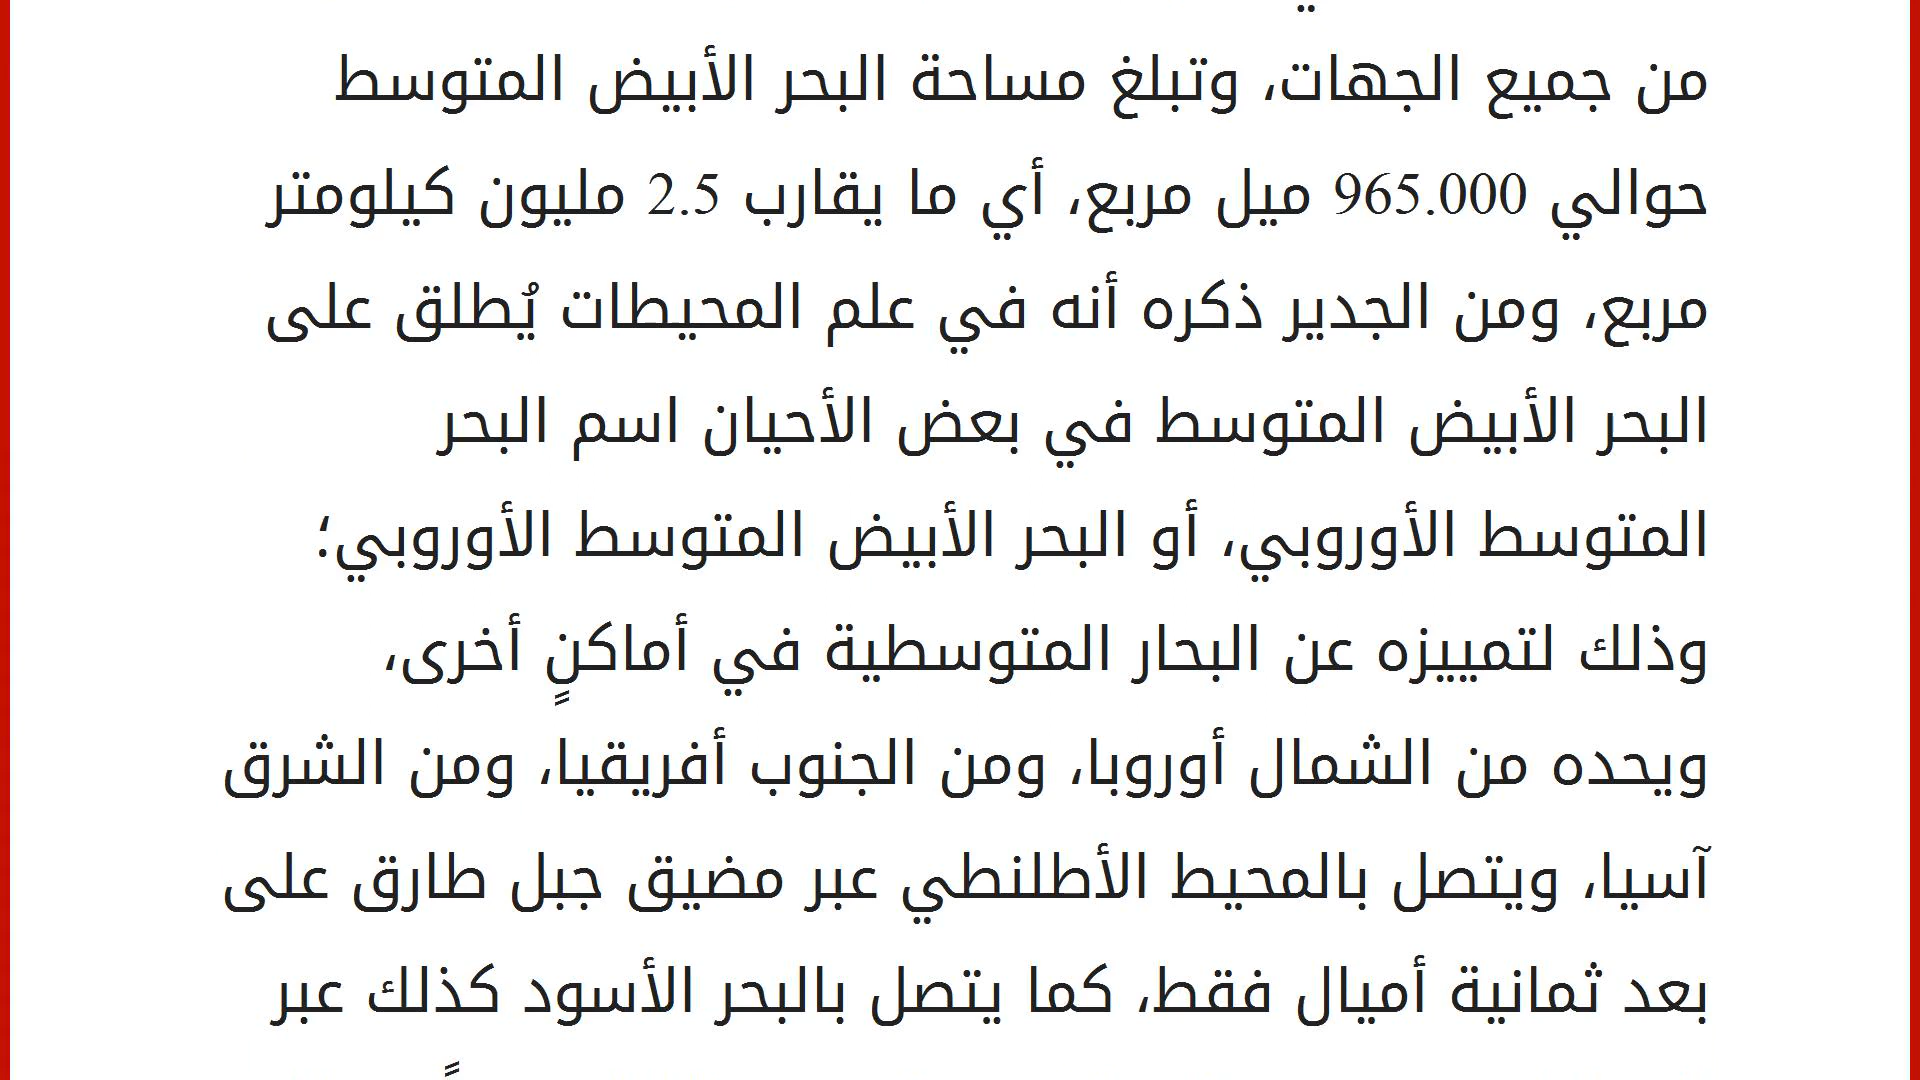 من جميع الجهات، وتبلغ مساحة البحر الأبيض المتوسط
حوالي 965.000 ميل مربع، أي ما يقارب 2.5 مليون كيلومتر
مربع، ومن الجدير ذكره أنه في علم المحيطات يُطلق على
البحر الأبيض المتوسط في بعض الأحيان اسم البحر
المتوسط الأوروبي، أو البحر الأبيض المتوسط الأوروبي؛
وذلك لتمييزه عن البحار المتوسطية في أماكنٍ أخرى،
ويحده من الشمال أوروبا، ومن الجنوب أفريقيا، ومن الشرق
آسيا، ويتصل بالمحيط الأطلنطي عبر مضيق جبل طارق على
بعد ثمانية أميال فقط، كما يتصل بالبحر الأسود كذلك عبر